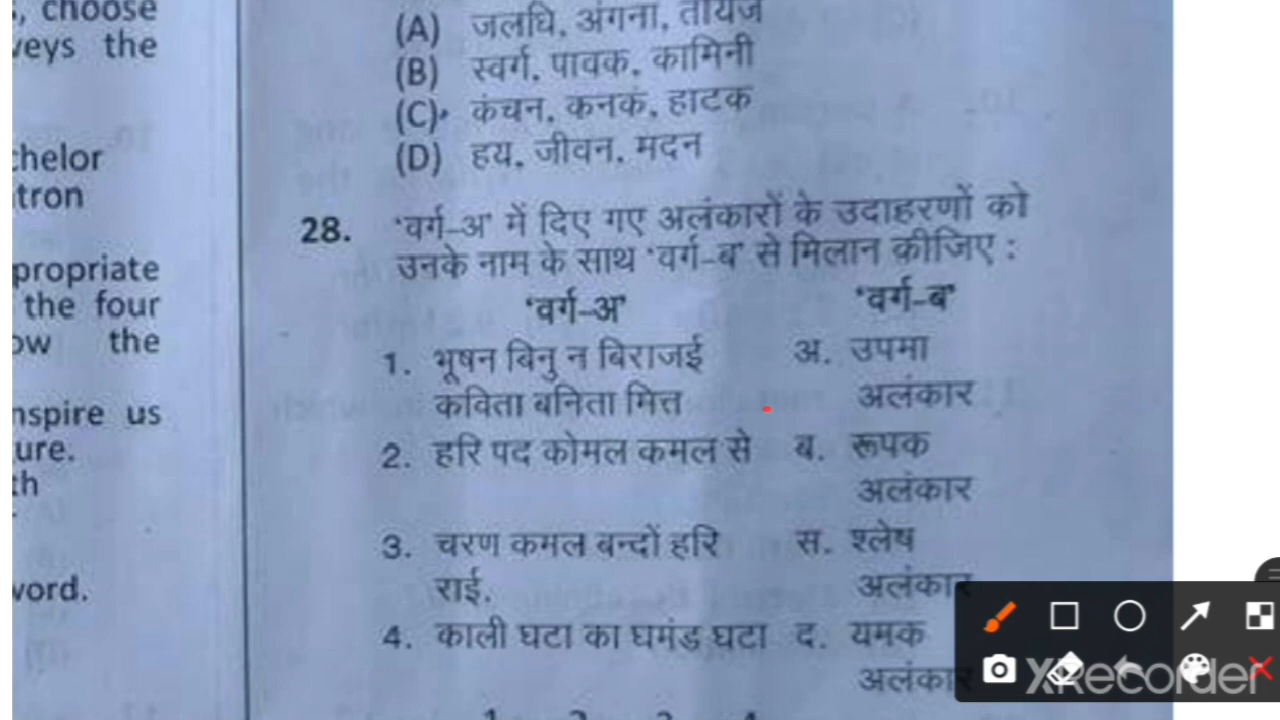 , choose
veys the
chelor
tron
propriate
the four
ow the
nspire us
ure.
th
word.
(A) जलधि, अंगना, तोयज
(B) स्वर्ग, पावक, कामिनी
(C) कंचन, कनक, हाटक
(D) हय, जीवन, मदन
28. 'वर्ग-अ' में दिए गए अलंकारों के उदाहरणों को
उनके नाम के साथ 'वर्ग-ब' से मिलान कीजिए :
'वर्ग-अ' 'वर्ग-ब'
1. भूषन बिनु न बिराजई अ. उपमा
कविता बनिता मित्त अलंकार
2. हरि पद कोमल कमल से ब. रूपक
अलंकार
3. चरण कमल बन्दों हरि स. श्लेष
राई. अलंकार
4. काली घटा का घमंड घटा द. यमक
अलंकार
XRecorder